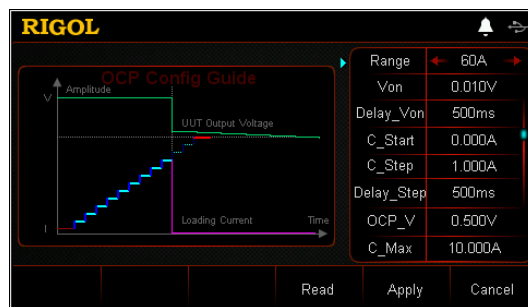 RIGOL
OCP Config Guide
Amplitude
V
UUT Output Voltage
Loading Current
Time
I
Range 60A
Von 0.010V
Delay_Von 500ms
C_Start 0.000A
C_Step 1.000A
Delay_Step 500ms
OCP_V 0.500V
C_Max 10.000A
Read Apply Cancel